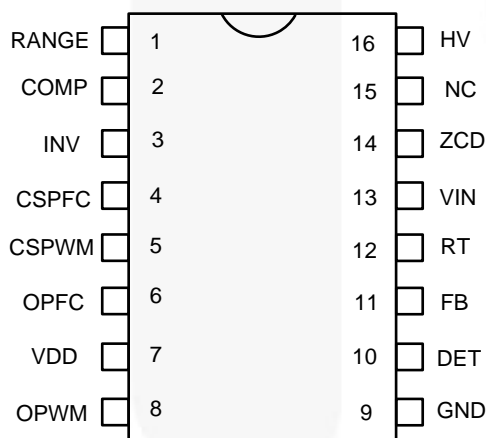 RANGE 1 16 HV
COMP 2 15 NC
INV 3 14 ZCD
CSPFC 4 13 VIN
CSPWM 5 12 RT
OPFC 6 11 FB
VDD 7 10 DET
OPWM 8 9 GND